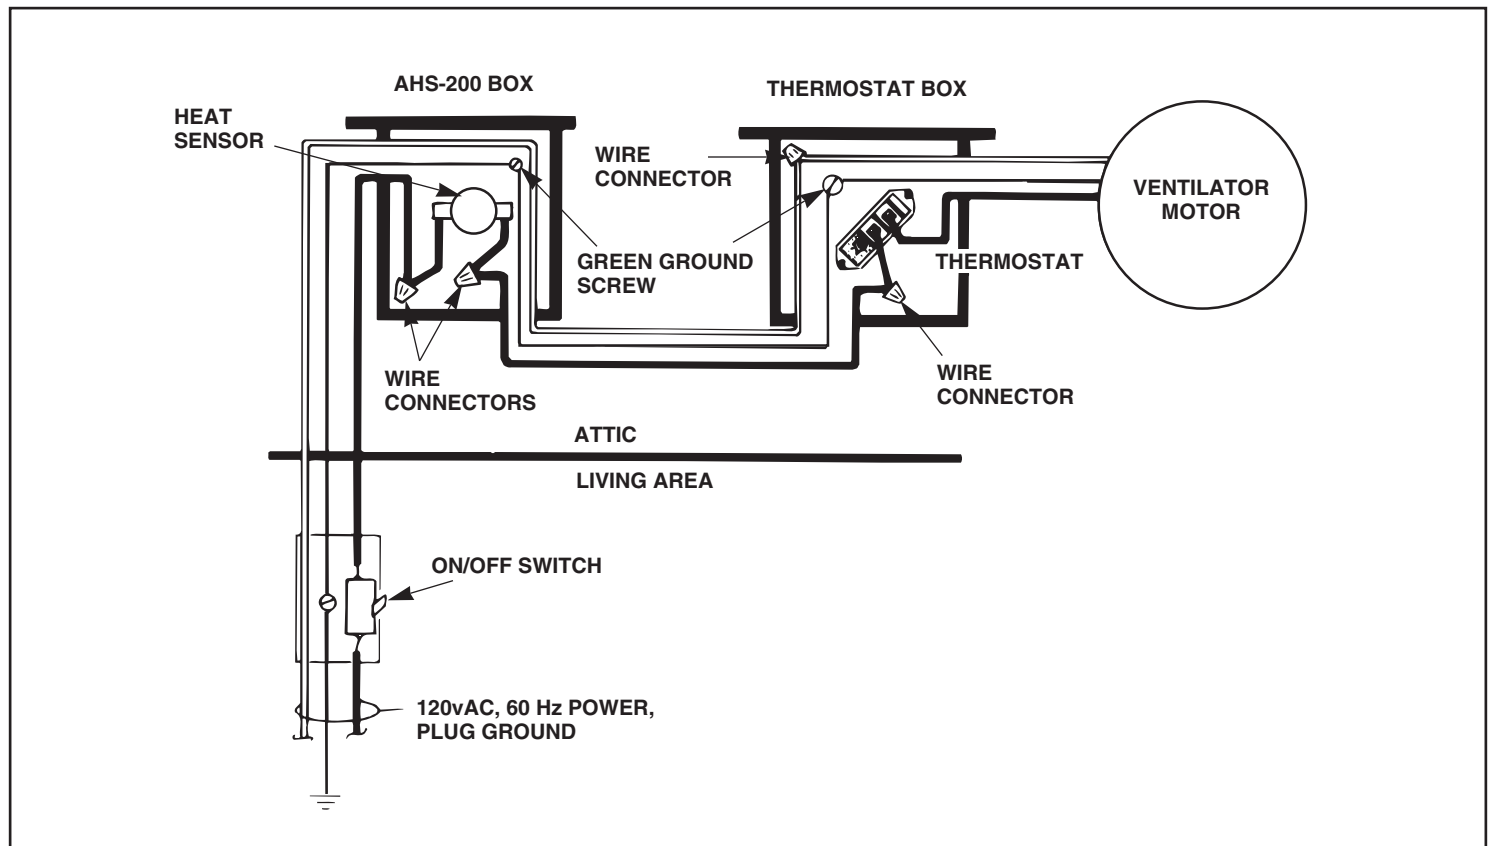 AHS-200 BOX
THERMOSTAT BOX
HEAT
SENSOR
WIRE
CONNECTOR
VENTILATOR
MOTOR
GREEN GROUND
SCREW
THERMOSTAT
WIRE
CONNECTORS
WIRE
CONNECTOR
ATTIC
LIVING AREA
ON/OFF SWITCH
120vAC, 60 Hz POWER,
PLUG GROUND